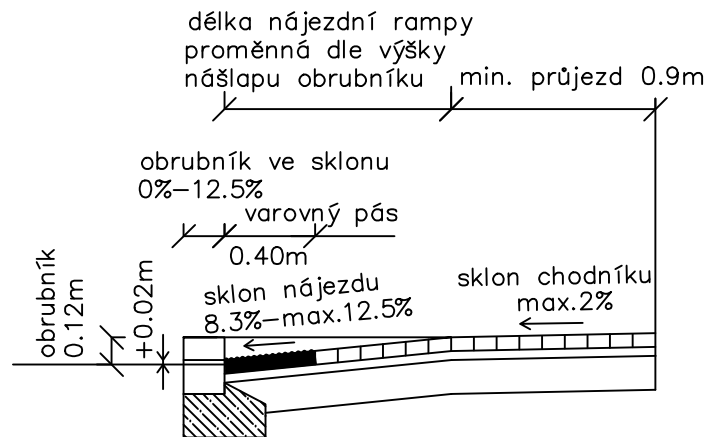 délka nájezdní rampy
proměnná dle výšky
nášlapu obrubníku
min. průjezd 0.9m
obrubník ve sklonu
0%–12.5%
varovný pás
0.40m
obrubník
0.12m
+0.02m
sklon nájezdu
8.3%–max.12.5%
sklon chodníku
max.2%